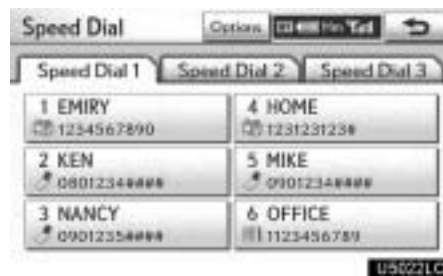 Speed Dial Options
Speed Dial 1 Speed Dial 2 Speed Dial 3
1 EMIRY
1234567890
4 HOME
123123123#
2 KEN
0801234####
5 MIKE
0901234####
3 NANCY
0901235####
6 OFFICE
1123456789
U5022LC